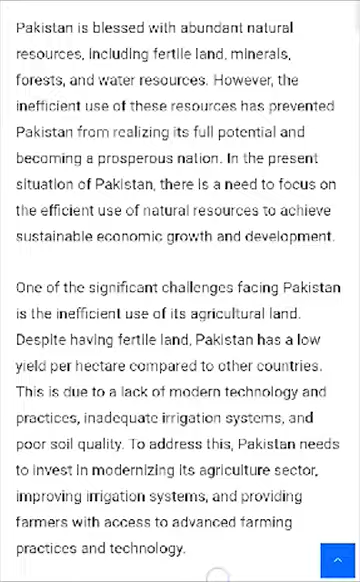 Pakistan is blessed with abundant natural
resources, including fertile land, minerals,
forests, and water resources. However, the
inefficient use of these resources has prevented
Pakistan from realizing its full potential and
becoming a prosperous nation. In the present
situation of Pakistan, there is a need to focus on
the efficient use of natural resources to achieve
sustainable economic growth and development.
One of the significant challenges facing Pakistan
is the inefficient use of its agricultural land.
Despite having fertile land, Pakistan has a low
yield per hectare compared to other countries.
This is due to a lack of modern technology and
practices, inadequate irrigation systems, and
poor soil quality. To address this, Pakistan needs
to invest in modernizing its agriculture sector,
improving irrigation systems, and providing
farmers with access to advanced farming
practices and technology.